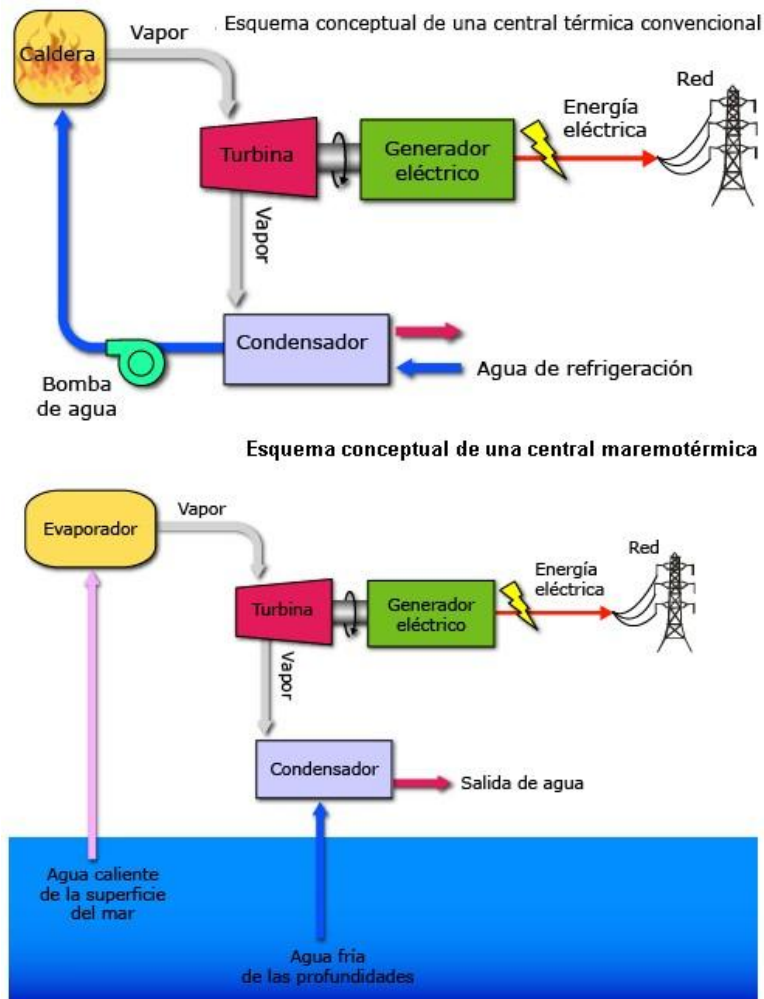 Esquema conceptual de una central térmica convencional
Vapor
Caldera
Red
Energía
eléctrica
Turbina
Generador
eléctrico
Vapor
Condensador
Agua de refrigeración
Bomba
de agua
Esquema conceptual de una central maremotérmica
Vapor
Evaporador
Red
Energía
eléctrica
Turbina
Generador
eléctrico
Vapor
Condensador
Salida de agua
Agua caliente
de la superficie
del mar
Agua fría
de las profundidades